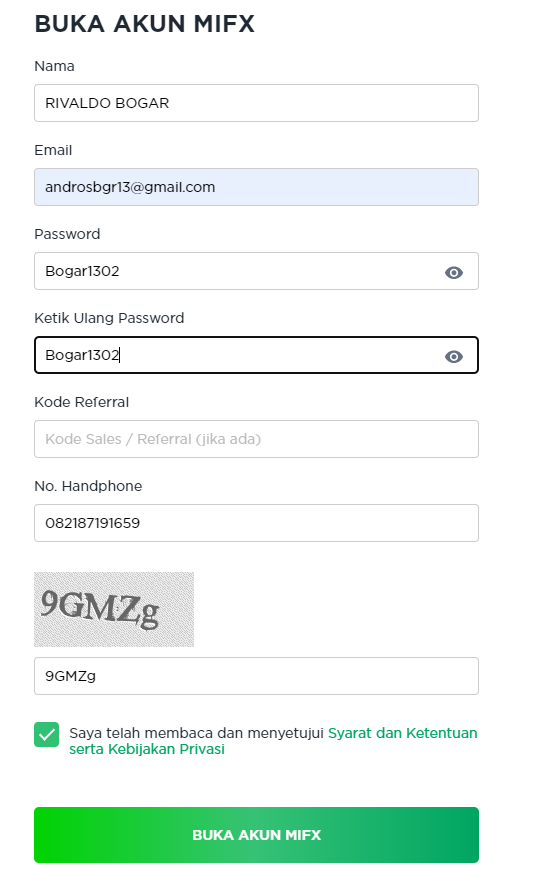 BUKA AKUN MIFX
Nama
RIVALDO BOGAR
Email
androsbgr13@gmail.com
Password
Bogar1302
Ketik Ulang Password
Bogar1302
Kode Referral
Kode Sales / Referral (jika ada)
No. Handphone
082187191659
9GMZg
9GMZg
Saya telah membaca dan menyetujui Syarat dan Ketentuan
serta Kebijakan Privasi
BUKA AKUN MIFX